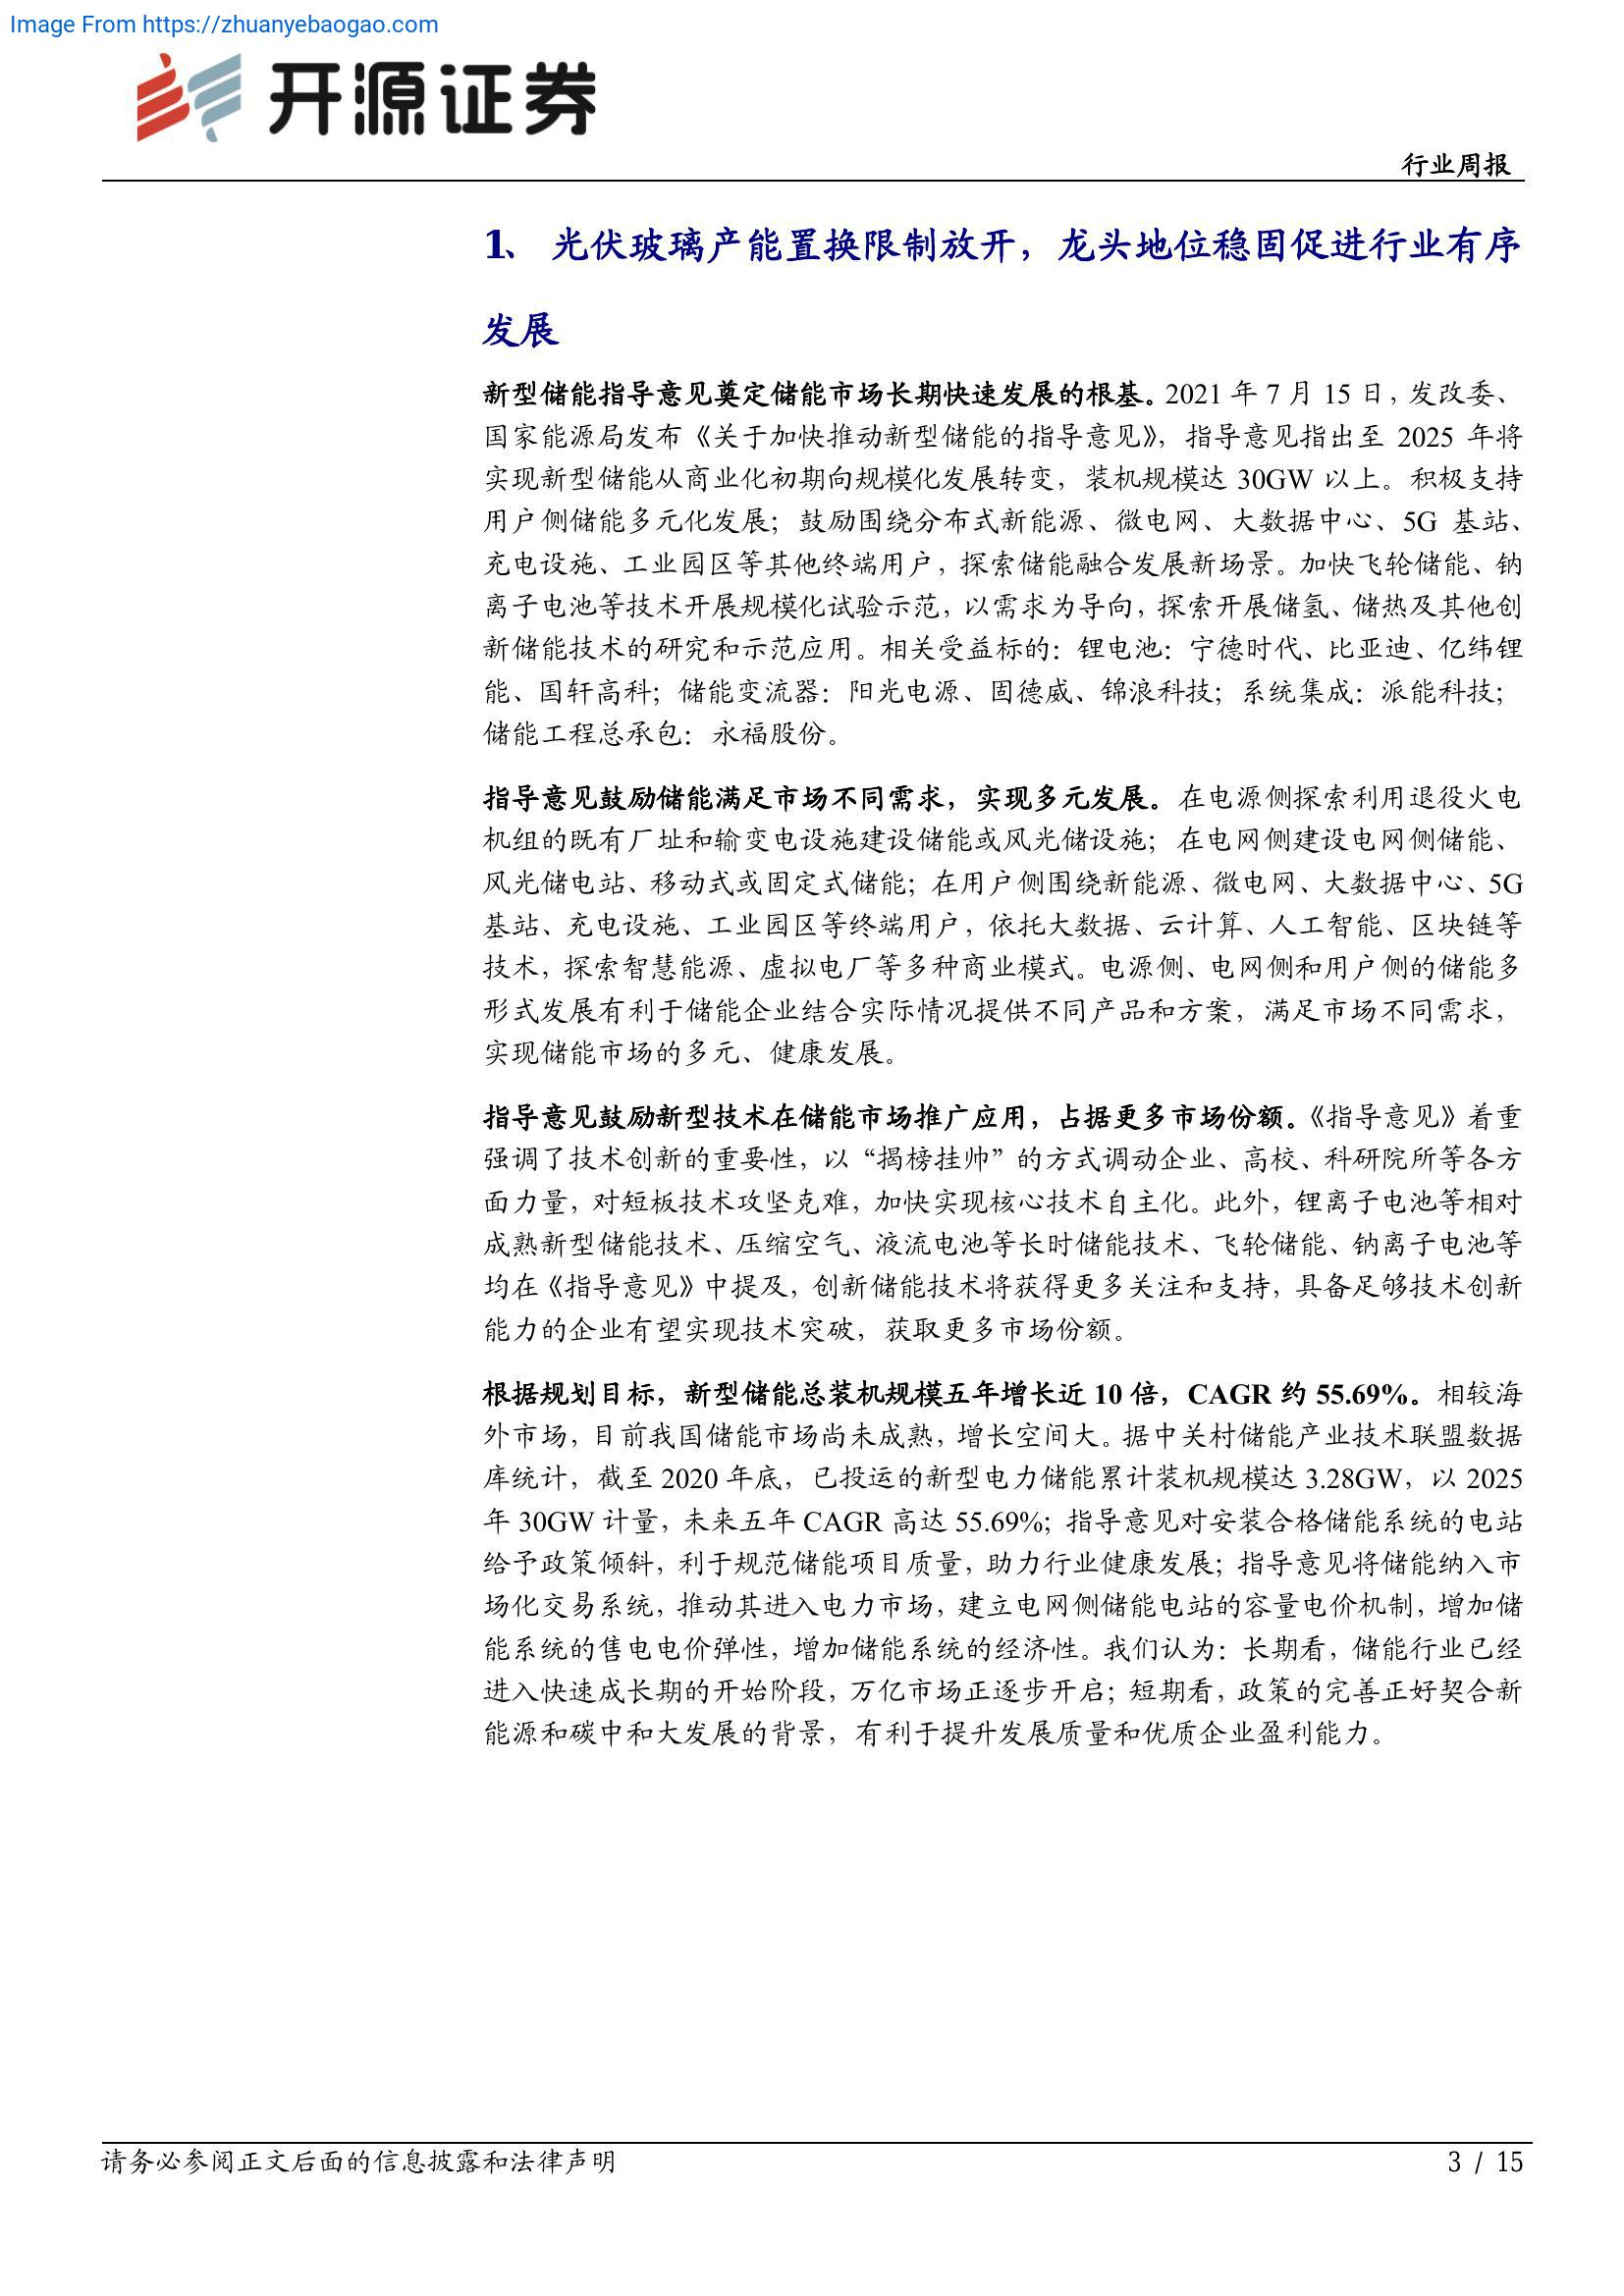 Image From https://zhuanyebaogao.com
开源证券
行业周报
1、 光伏玻璃产能置换限制放开，龙头地位稳固促进行业有序
发展
新型储能指导意见奠定储能市场长期快速发展的根基。2021 年 7 月 15 日，发改委、
国家能源局发布《关于加快推动新型储能的指导意见》，指导意见指出至 2025 年将
实现新型储能从商业化初期向规模化发展转变，装机规模达 30GW 以上。积极支持
用户侧储能多元化发展；鼓励围绕分布式新能源、微电网、大数据中心、5G 基站、
充电设施、工业园区等其他终端用户，探索储能融合发展新场景。加快飞轮储能、钠
离子电池等技术开展规模化试验示范，以需求为导向，探索开展储氢、储热及其他创
新储能技术的研究和示范应用。相关受益标的：锂电池：宁德时代、比亚迪、亿纬锂
能、国轩高科；储能变流器：阳光电源、固德威、锦浪科技；系统集成：派能科技；
储能工程总承包：永福股份。
指导意见鼓励储能满足市场不同需求，实现多元发展。在电源侧探索利用退役火电
机组的既有厂址和输变电设施建设储能或风光储设施；在电网侧建设电网侧储能、
风光储电站、移动式或固定式储能；在用户侧围绕新能源、微电网、大数据中心、5G
基站、充电设施、工业园区等终端用户，依托大数据、云计算、人工智能、区块链等
技术，探索智慧能源、虚拟电厂等多种商业模式。电源侧、电网侧和用户侧的储能多
形式发展有利于储能企业结合实际情况提供不同产品和方案，满足市场不同需求，
实现储能市场的多元、健康发展。
指导意见鼓励新型技术在储能市场推广应用，占据更多市场份额。《指导意见》着重
强调了技术创新的重要性，以“揭榜挂帅”的方式调动企业、高校、科研院所等各方
面力量，对短板技术攻坚克难，加快实现核心技术自主化。此外，锂离子电池等相对
成熟新型储能技术、压缩空气、液流电池等长时储能技术、飞轮储能、钠离子电池等
均在《指导意见》中提及，创新储能技术将获得更多关注和支持，具备足够技术创新
能力的企业有望实现技术突破，获取更多市场份额。
根据规划目标，新型储能总装机规模五年增长近 10 倍，CAGR 约 55.69%。相较海
外市场，目前我国储能市场尚未成熟，增长空间大。据中关村储能产业技术联盟数据
库统计，截至 2020 年底，已投运的新型电力储能累计装机规模达 3.28GW，以 2025
年 30GW 计量，未来五年 CAGR 高达 55.69%；指导意见对安装合格储能系统的电站
给予政策倾斜，利于规范储能项目质量，助力行业健康发展；指导意见将储能纳入市
场化交易系统，推动其进入电力市场，建立电网侧储能电站的容量电价机制，增加储
能系统的售电电价弹性，增加储能系统的经济性。我们认为：长期看，储能行业已经
进入快速成长期的开始阶段，万亿市场正逐步开启；短期看，政策的完善正好契合新
能源和碳中和大发展的背景，有利于提升发展质量和优质企业盈利能力。
请务必参阅正文后面的信息披露和法律声明
3 / 15